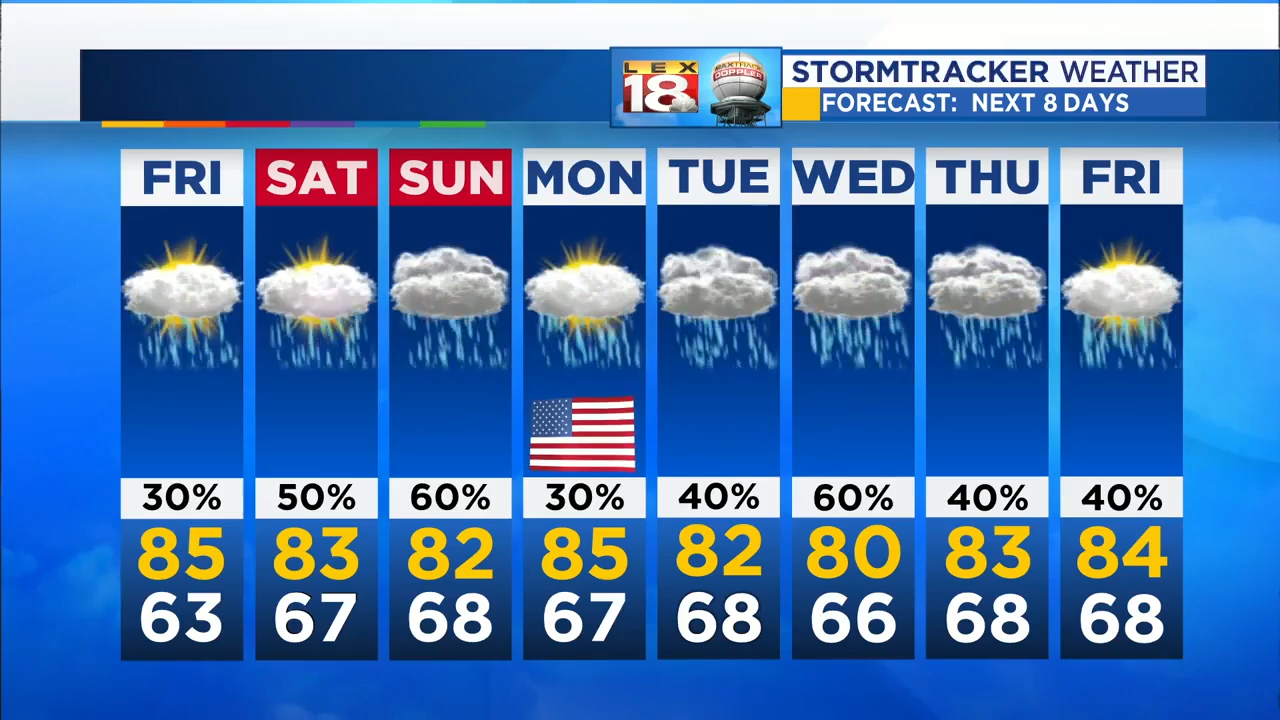 LEX
18
MAXTRACK
DOPPLER
STORMTRACKER WEATHER
FORECAST: NEXT 8 DAYS
FRI SAT SUN MON TUE WED THU FRI
30% 50% 60% 30% 40% 60% 40% 40%
85 83 82 85 82 80 83 84
63 67 68 67 68 66 68 68